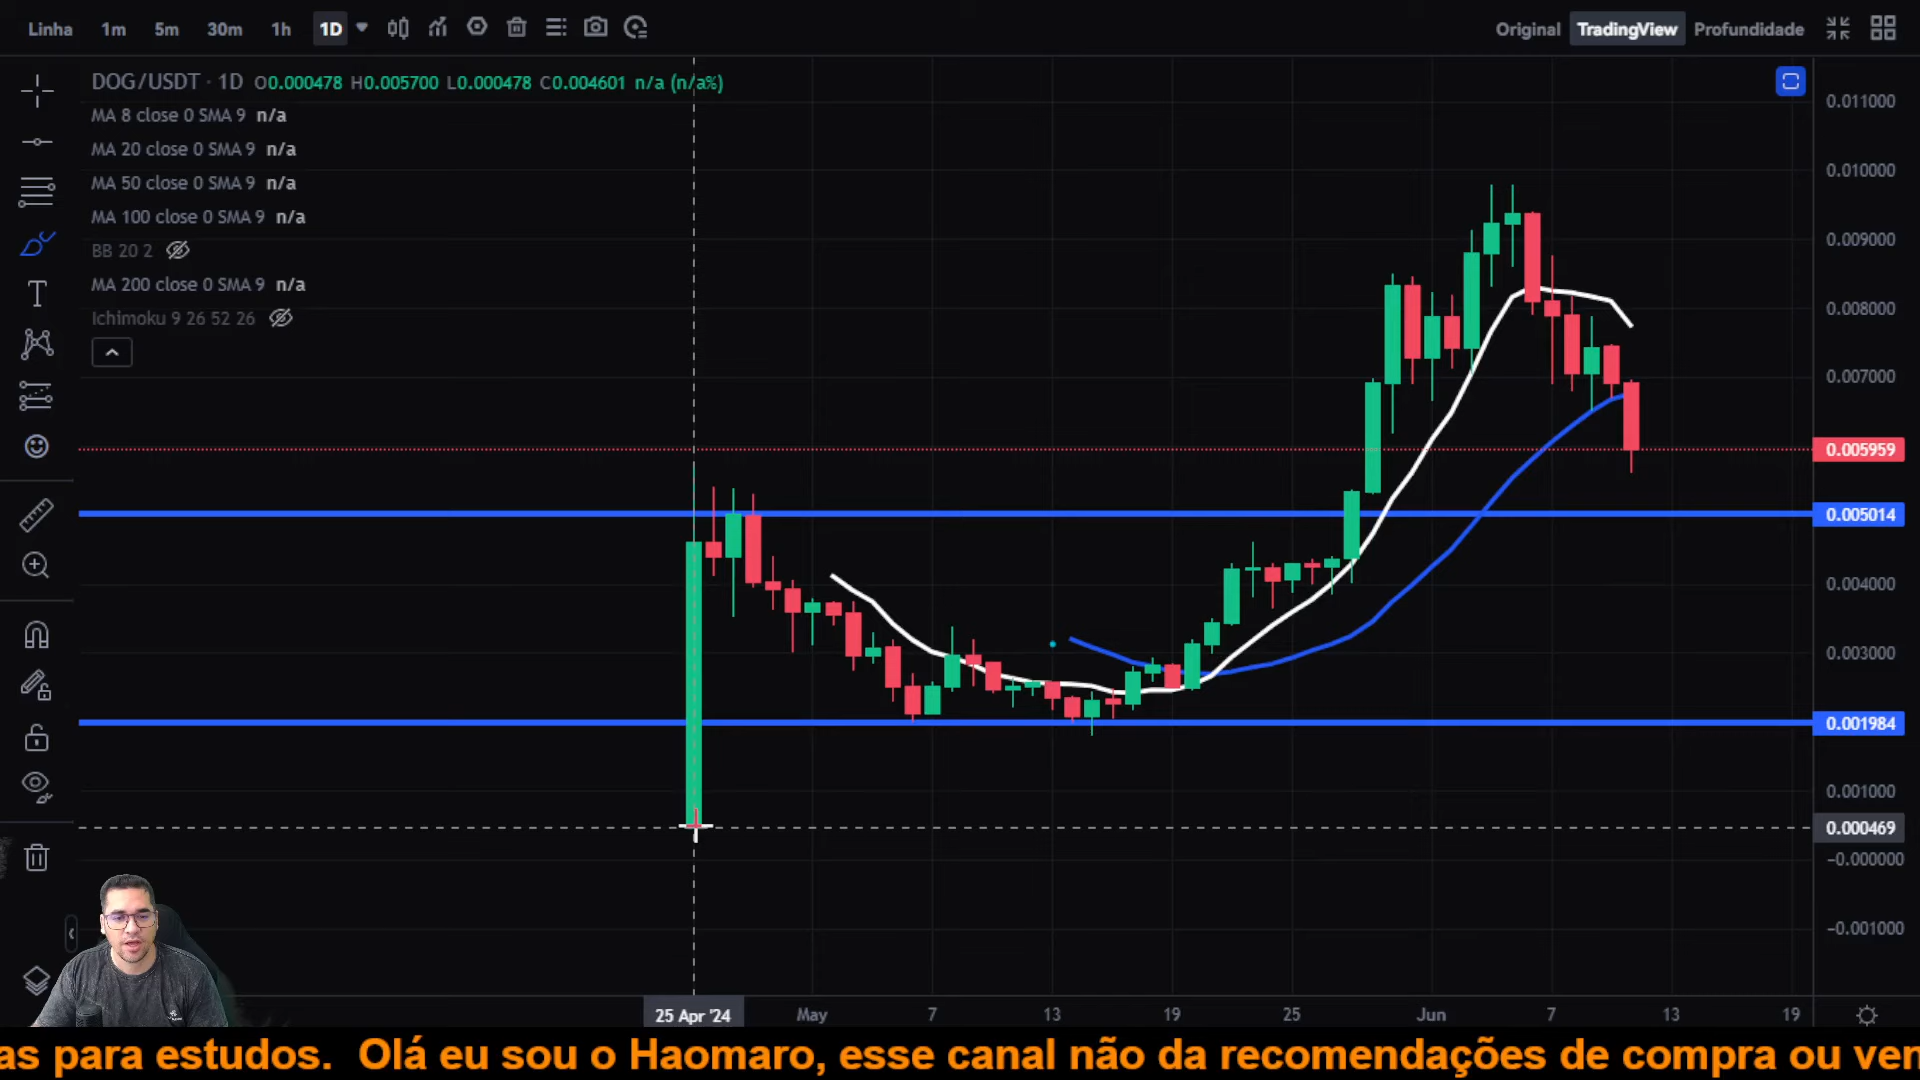 Linha 1m 5m 30m 1h 1D Original TradingView Profundidade
DOG/USDT · 1D O0.000478 H0.005700 L0.000478 C0.004601 n/a (n/a%)
MA 8 close 0 SMA 9 n/a
MA 20 close 0 SMA 9 n/a
MA 50 close 0 SMA 9 n/a
MA 100 close 0 SMA 9 n/a
BB 20 2
MA 200 close 0 SMA 9 n/a
Ichimoku 9 26 52 26
0.011000
0.010000
0.009000
0.008000
0.007000
0.005959
0.005014
0.004000
0.003000
0.001984
0.001000
0.000469
-0.000000
-0.001000
25 Apr '24 May 7 13 19 25 Jun 7 13 19
as para estudos. Olá eu sou o Haomaro, esse canal não da recomendações de compra ou ven